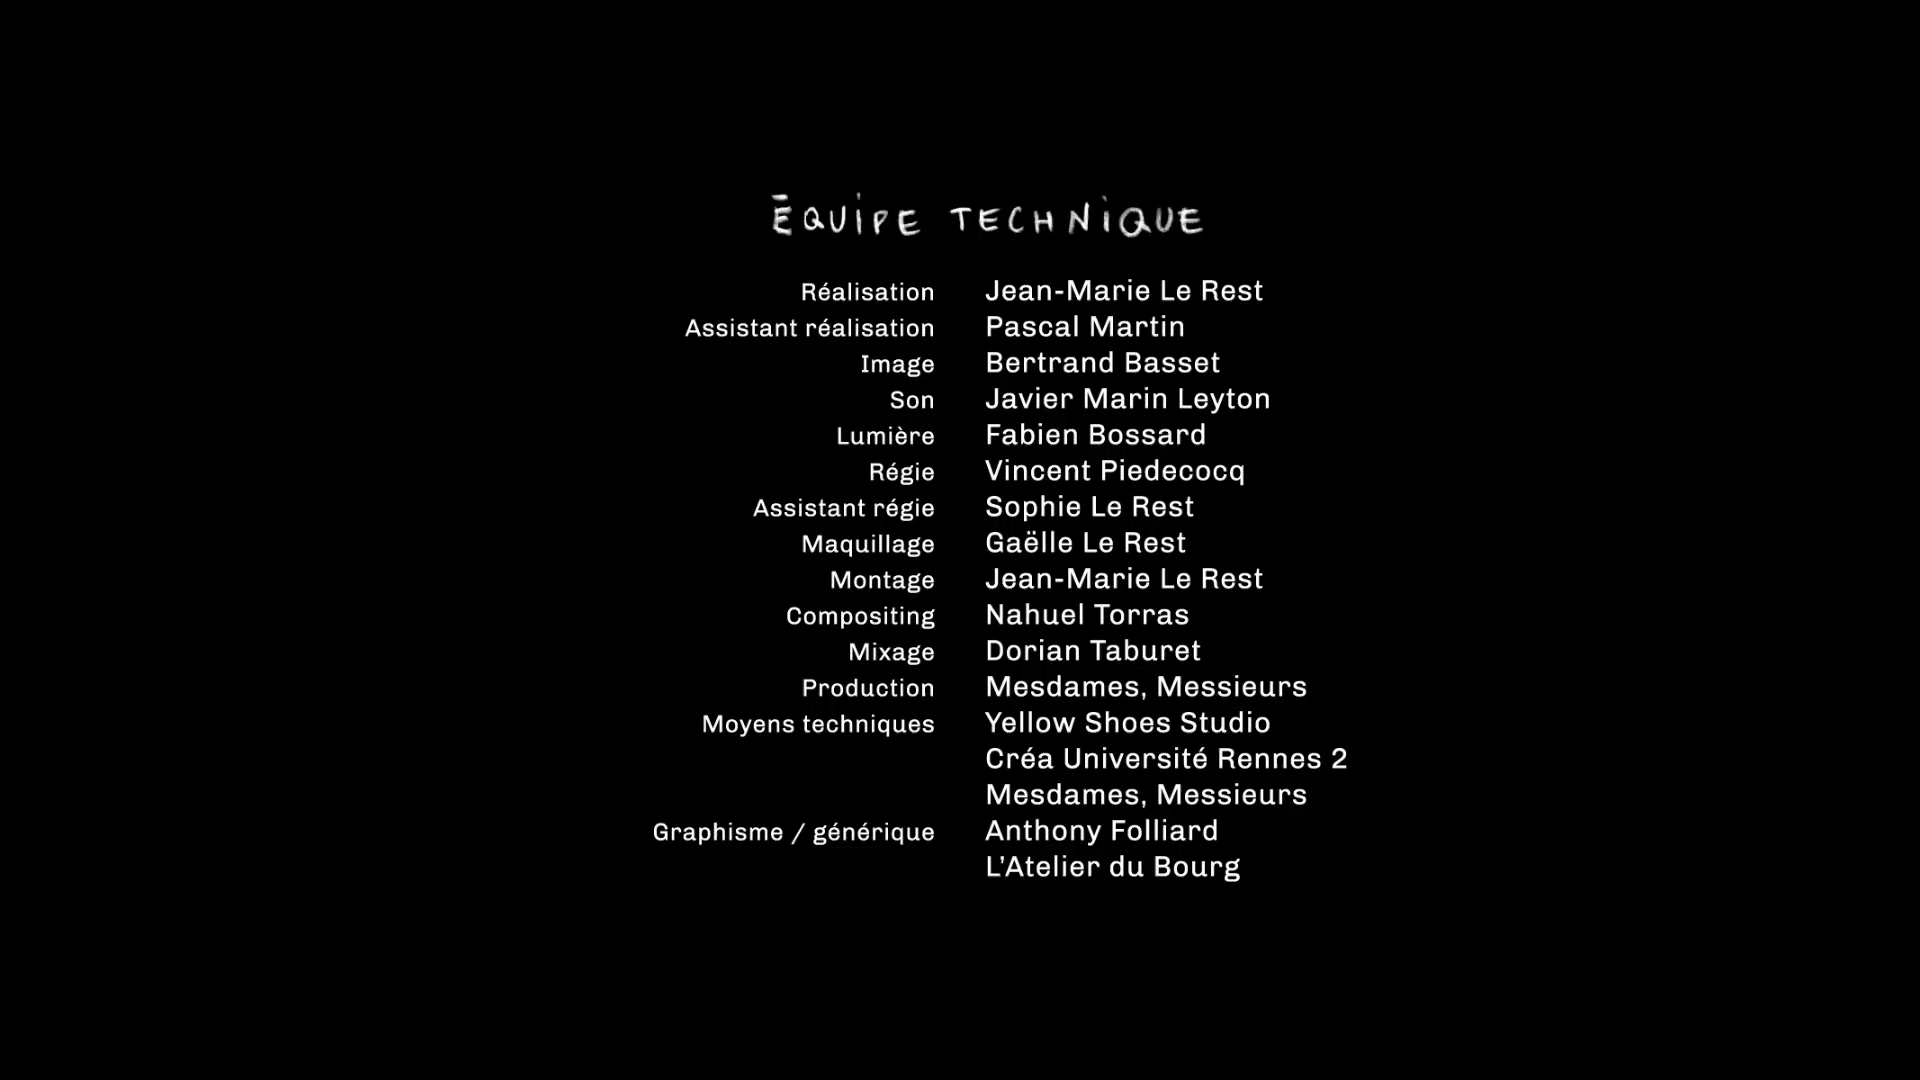 ÉQUIPE TECHNIQUE
Réalisation Jean-Marie Le Rest
Assistant réalisation Pascal Martin
Image Bertrand Basset
Son Javier Marin Leyton
Lumière Fabien Bossard
Régie Vincent Piedecocq
Assistant régie Sophie Le Rest
Maquillage Gaëlle Le Rest
Montage Jean-Marie Le Rest
Compositing Nahuel Torras
Mixage Dorian Taburet
Production Mesdames, Messieurs
Moyens techniques Yellow Shoes Studio
Créa Université Rennes 2
Mesdames, Messieurs
Graphisme / générique Anthony Folliard
L’Atelier du Bourg